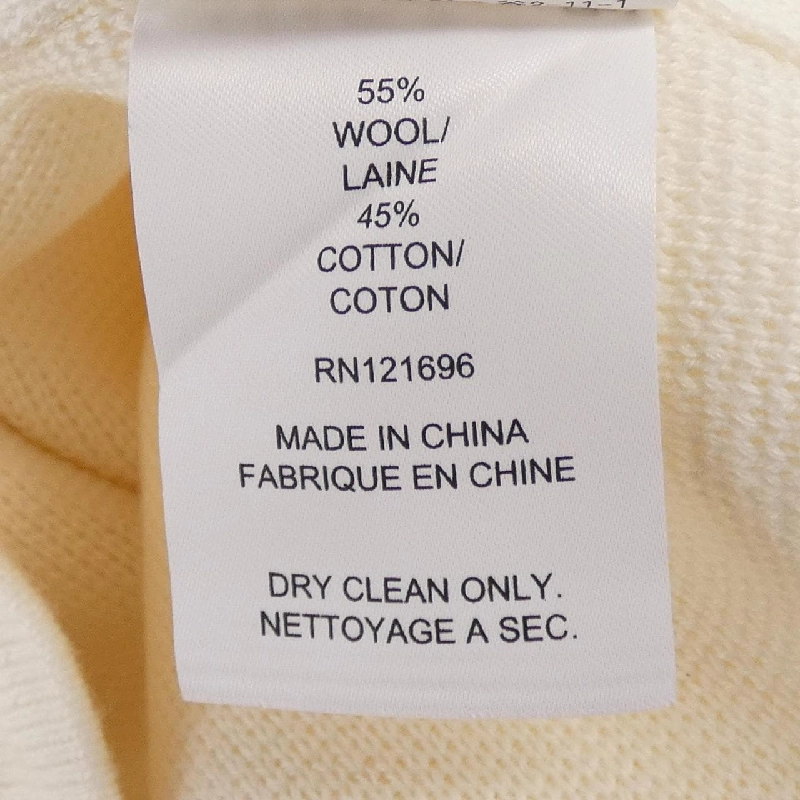 55%
WOOL/
LAINE
45%
COTTON/
COTON
RN121696
MADE IN CHINA
FABRIQUE EN CHINE
DRY CLEAN ONLY.
NETTOYAGE A SEC.